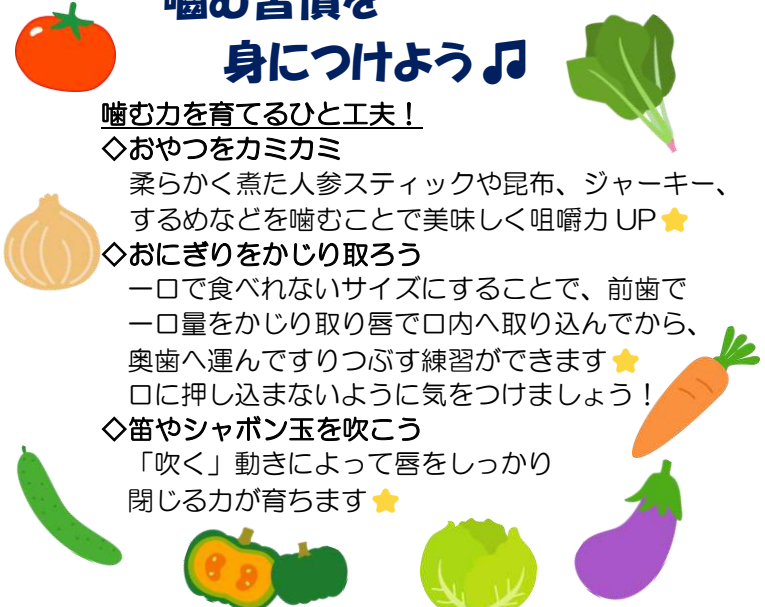 噛む習慣を
身につけよう♫
噛む力を育てるひと工夫！
◇おやつをカミカミ
柔らかく煮た人参スティックや昆布、ジャーキー、
するめなどを噛むことで美味しく咀嚼力 UP⭐
◇おにぎりをかじり取ろう
一口で食べれないサイズにすることで、前歯で
一口量をかじり取り唇で口内へ取り込んでから、
奥歯へ運んですりつぶす練習ができます⭐
口に押し込まないように気をつけましょう！
◇笛やシャボン玉を吹こう
「吹く」動きによって唇をしっかり
閉じる力が育ちます⭐